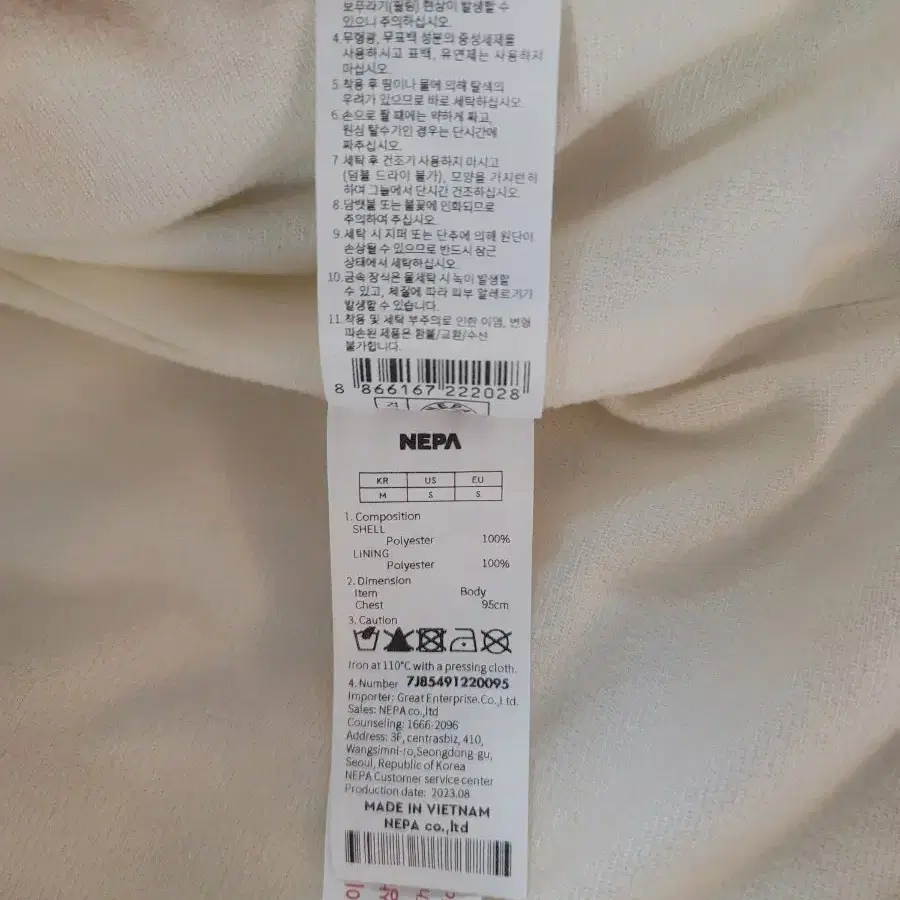 보푸라기(필링) 현상이 발생할 수
있으니 주의하십시오.
4.무형광, 무표백 성분의 중성세제를
사용하시고 표백, 유연제는 사용하지
마십시오.
5.착용 후 땀이나 물에 의해 탈색의
우려가 있으므로 바로 세탁하십시오.
6.손으로 짤 때에는 약하게 짜고,
원심 탈수기인 경우는 단시간에
짜주십시오.
7.세탁 후 건조기 사용하지 마시고
(덤블 드라이 불가), 모양을 가지런히
하여 그늘에서 단시간 건조하십시오.
8.담뱃불 또는 불꽃에 인화되므로
주의하여 주십시오.
9.세탁 시 지퍼 또는 단추에 의해 원단이
손상될 수 있으므로 반드시 잠근
상태에서 세탁하십시오.
10.금속 장식은 물세탁 시 녹이 발생할
수 있고, 체질에 따라 피부 알레르기가
발생할 수 있습니다.
11.착용 및 세탁 부주의로 인한 이염, 변형
파손된 제품은 환불/교환/수선
불가합니다.
8 866167 222028
NEPA
KR US EU
M S S
1. Composition
SHELL
Polyester 100%
LINING
Polyester 100%
2. Dimension
Item Body
Chest 95cm
3. Caution
Iron at 110°C with a pressing cloth.
4. Number 7J85491220095
Importer: Great Enterprise.Co.,Ltd.
Sales: NEPA co.,ltd
Counseling: 1666-2096
Address: 3F, centrasbiz, 410,
Wangsimni-ro,Seongdong-gu,
Seoul, Republic of Korea
NEPA Customer service center
Production date: 2023.08
MADE IN VIETNAM
NEPA co.,ltd